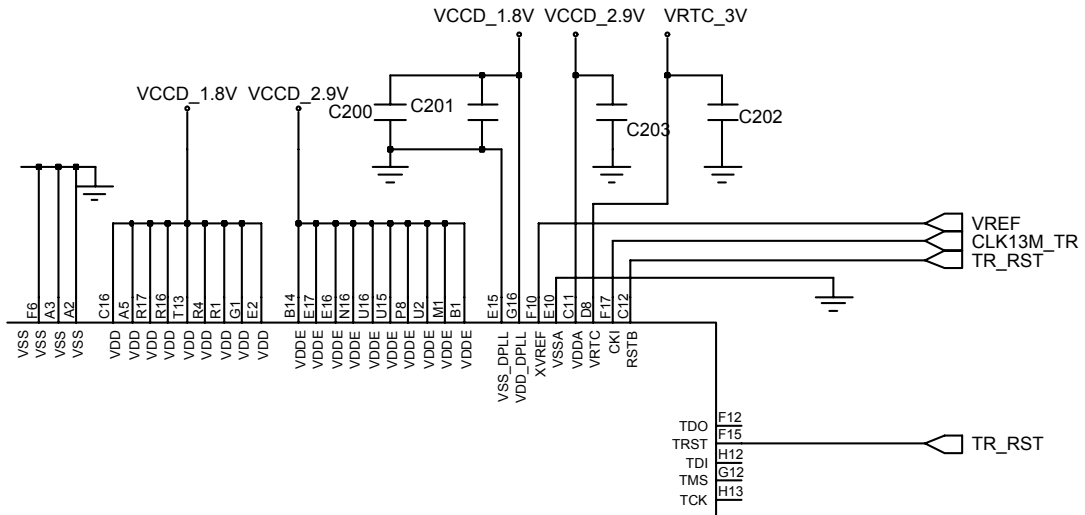 VCCD_1.8V VCCD_2.9V VRTC_3V
VCCD_1.8V VCCD_2.9V
C200 C201 C203 C202
VREF
CLK13M_TR
TR_RST
F6 A3 A2 C16 A5 R17 R16 T13 R4 R1 G1 E2 B14 E17 E16 N16 U16 U15 P8 U2 M1 B1 E15 G16 F10 E10 C11 D8 F17 C12
VSS VSS VSS VSS VDD VDD VDD VDD VDD VDD VDD VDD VDD VDDE VDDE VDDE VDDE VDDE VDDE VDDE VDDE VDDE VDDE VSS_DPLL VDD_DPLL XVREF VSSA VDDA VRTC CKI RSTB
TDO F12
TRST F15 TR_RST
TDI H12
TMS G12
TCK H13